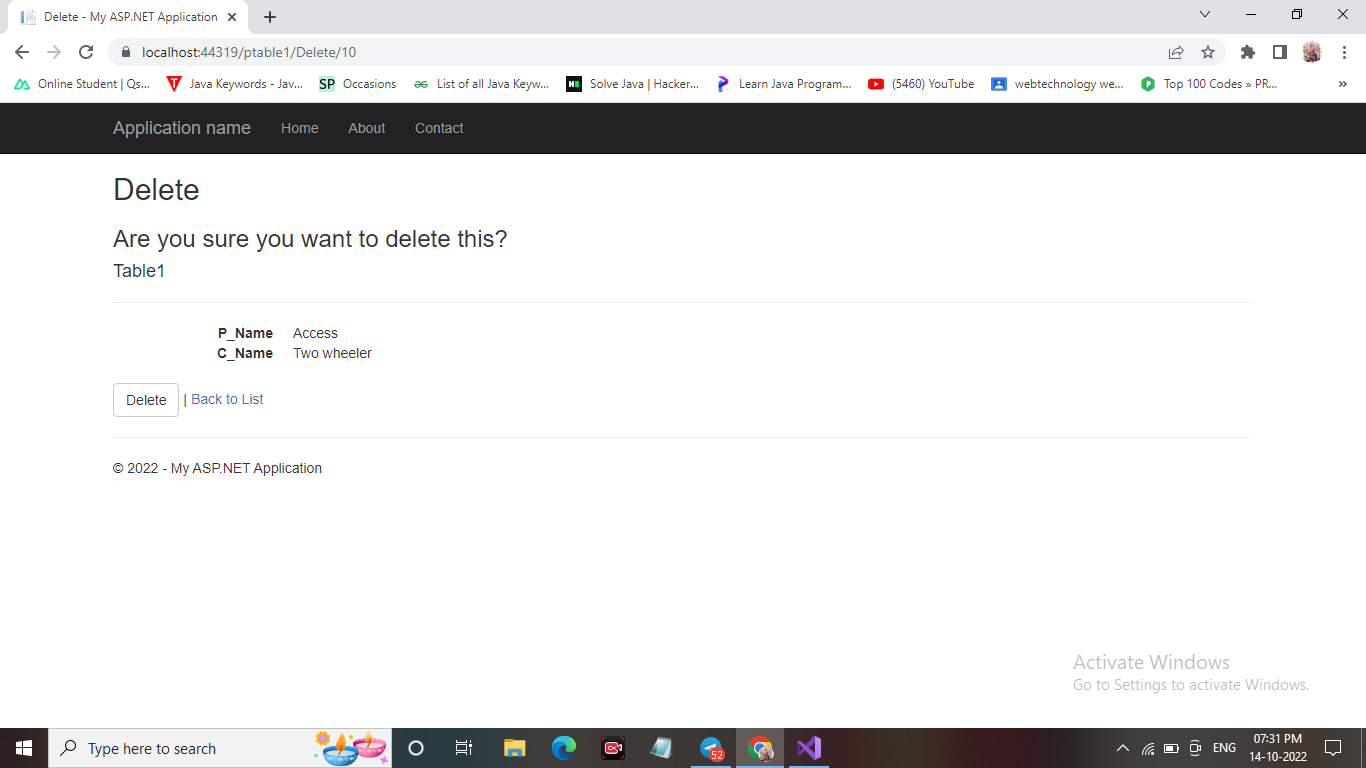 Delete - My ASP.NET Application
localhost:44319/ptable1/Delete/10
Online Student | Qs... Java Keywords - Jav... SP Occasions List of all Java Keyw... Solve Java | Hacker... Learn Java Program... (5460) YouTube webtechnology we... Top 100 Codes » PR... »
Application name Home About Contact
Delete
Are you sure you want to delete this?
Table1
P_Name Access
C_Name Two wheeler
Delete | Back to List
© 2022 - My ASP.NET Application
Activate Windows
Go to Settings to activate Windows.
Type here to search
52
ENG
07:31 PM
14-10-2022